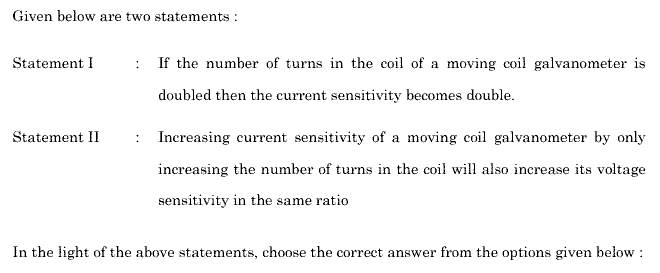 Given below are two statements :
Statement I : If the number of turns in the coil of a moving coil galvanometer is
doubled then the current sensitivity becomes double.
Statement II : Increasing current sensitivity of a moving coil galvanometer by only
increasing the number of turns in the coil will also increase its voltage
sensitivity in the same ratio
In the light of the above statements, choose the correct answer from the options given below :